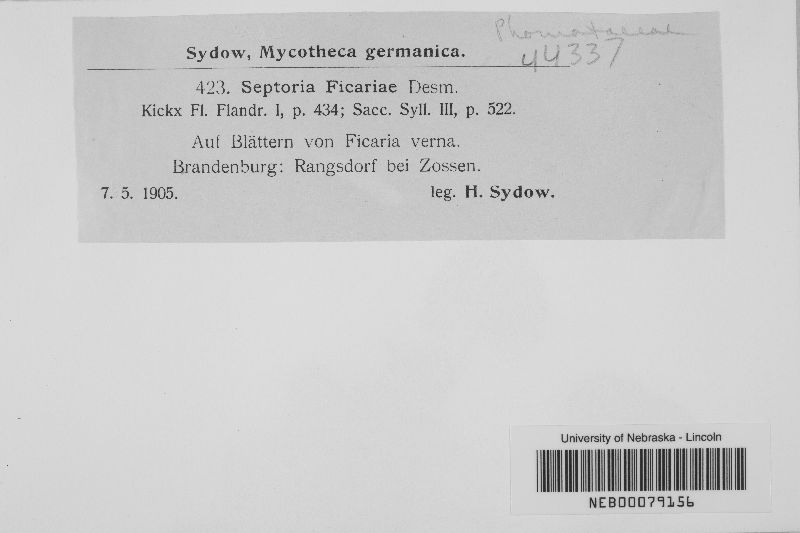 Phomataceae
44337
Sydow, Mycotheca germanica.
423. Septoria Ficariae Desm.
Kickx Fl. Flandr. I, p. 434; Sacc. Syll. III, p. 522.
Auf Blättern von Ficaria verna.
Brandenburg: Rangsdorf bei Zossen.
7. 5. 1905. leg. H. Sydow.
University of Nebraska - Lincoln
NEB00079156